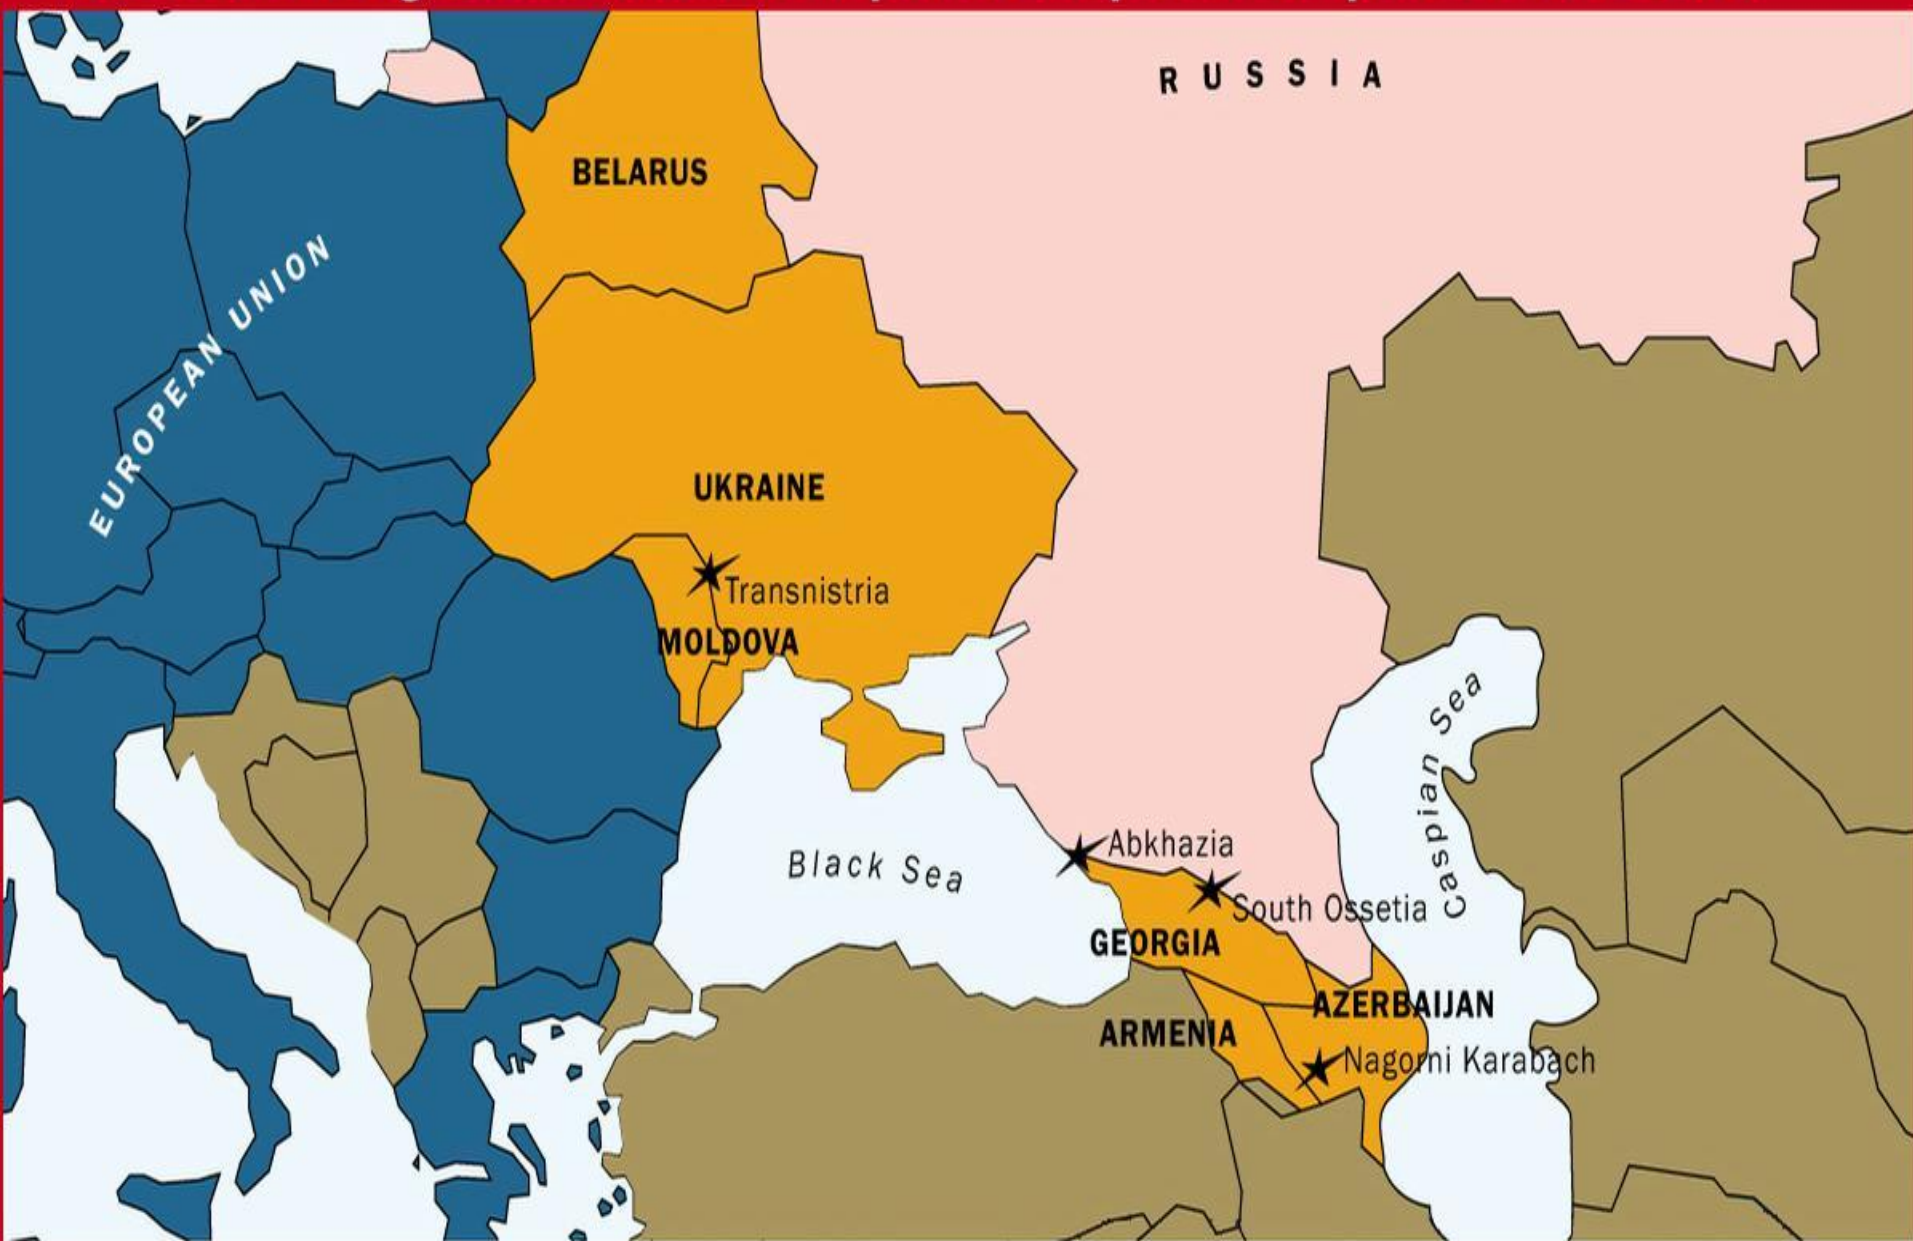 RUSSIA
BELARUS
EUROPEAN UNION
UKRAINE
Transnistria
MOLDOVA
Caspian Sea
Black Sea
Abkhazia
South Ossetia
GEORGIA
AZERBAIJAN
ARMENIA
Nagorni Karabach